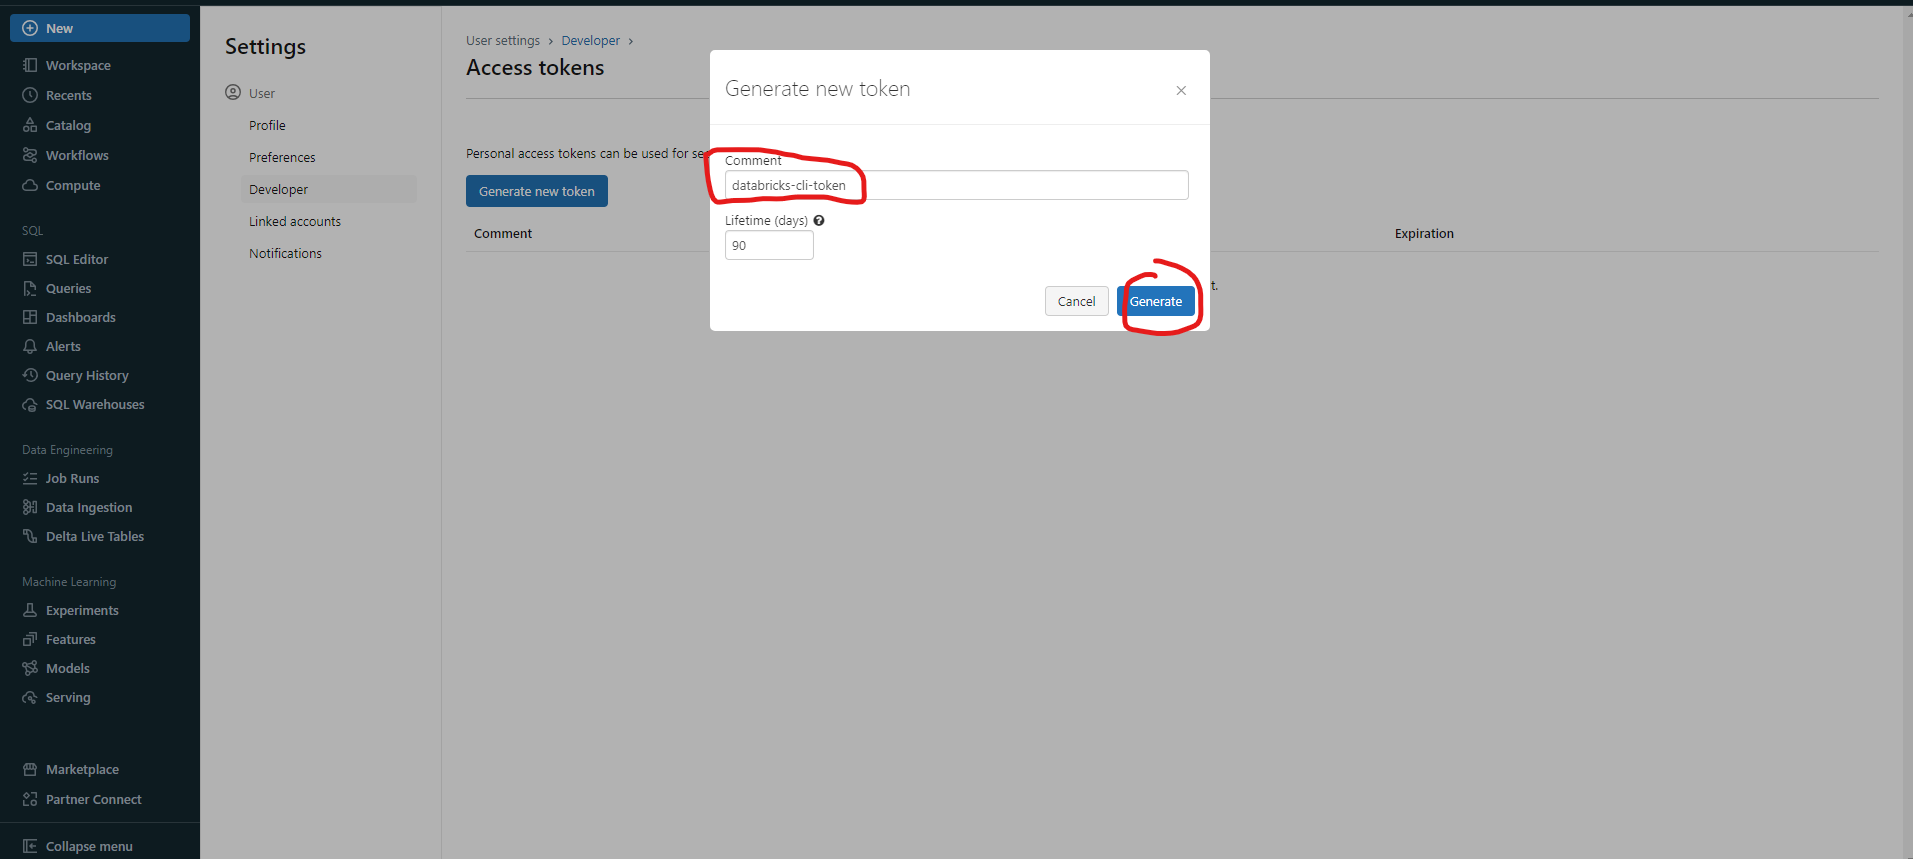 New
Workspace
Recents
Catalog
Workflows
Compute
SQL
SQL Editor
Queries
Dashboards
Alerts
Query History
SQL Warehouses
Data Engineering
Job Runs
Data Ingestion
Delta Live Tables
Machine Learning
Experiments
Features
Models
Serving
Marketplace
Partner Connect
Collapse menu
Settings
User
Profile
Preferences
Developer
Linked accounts
Notifications
User settings › Developer ›
Access tokens
Personal access tokens can be used for
Generate new token
Comment Expiration
Generate new token
×
Comment
databricks-cli-token
Lifetime (days) ?
90
Cancel Generate